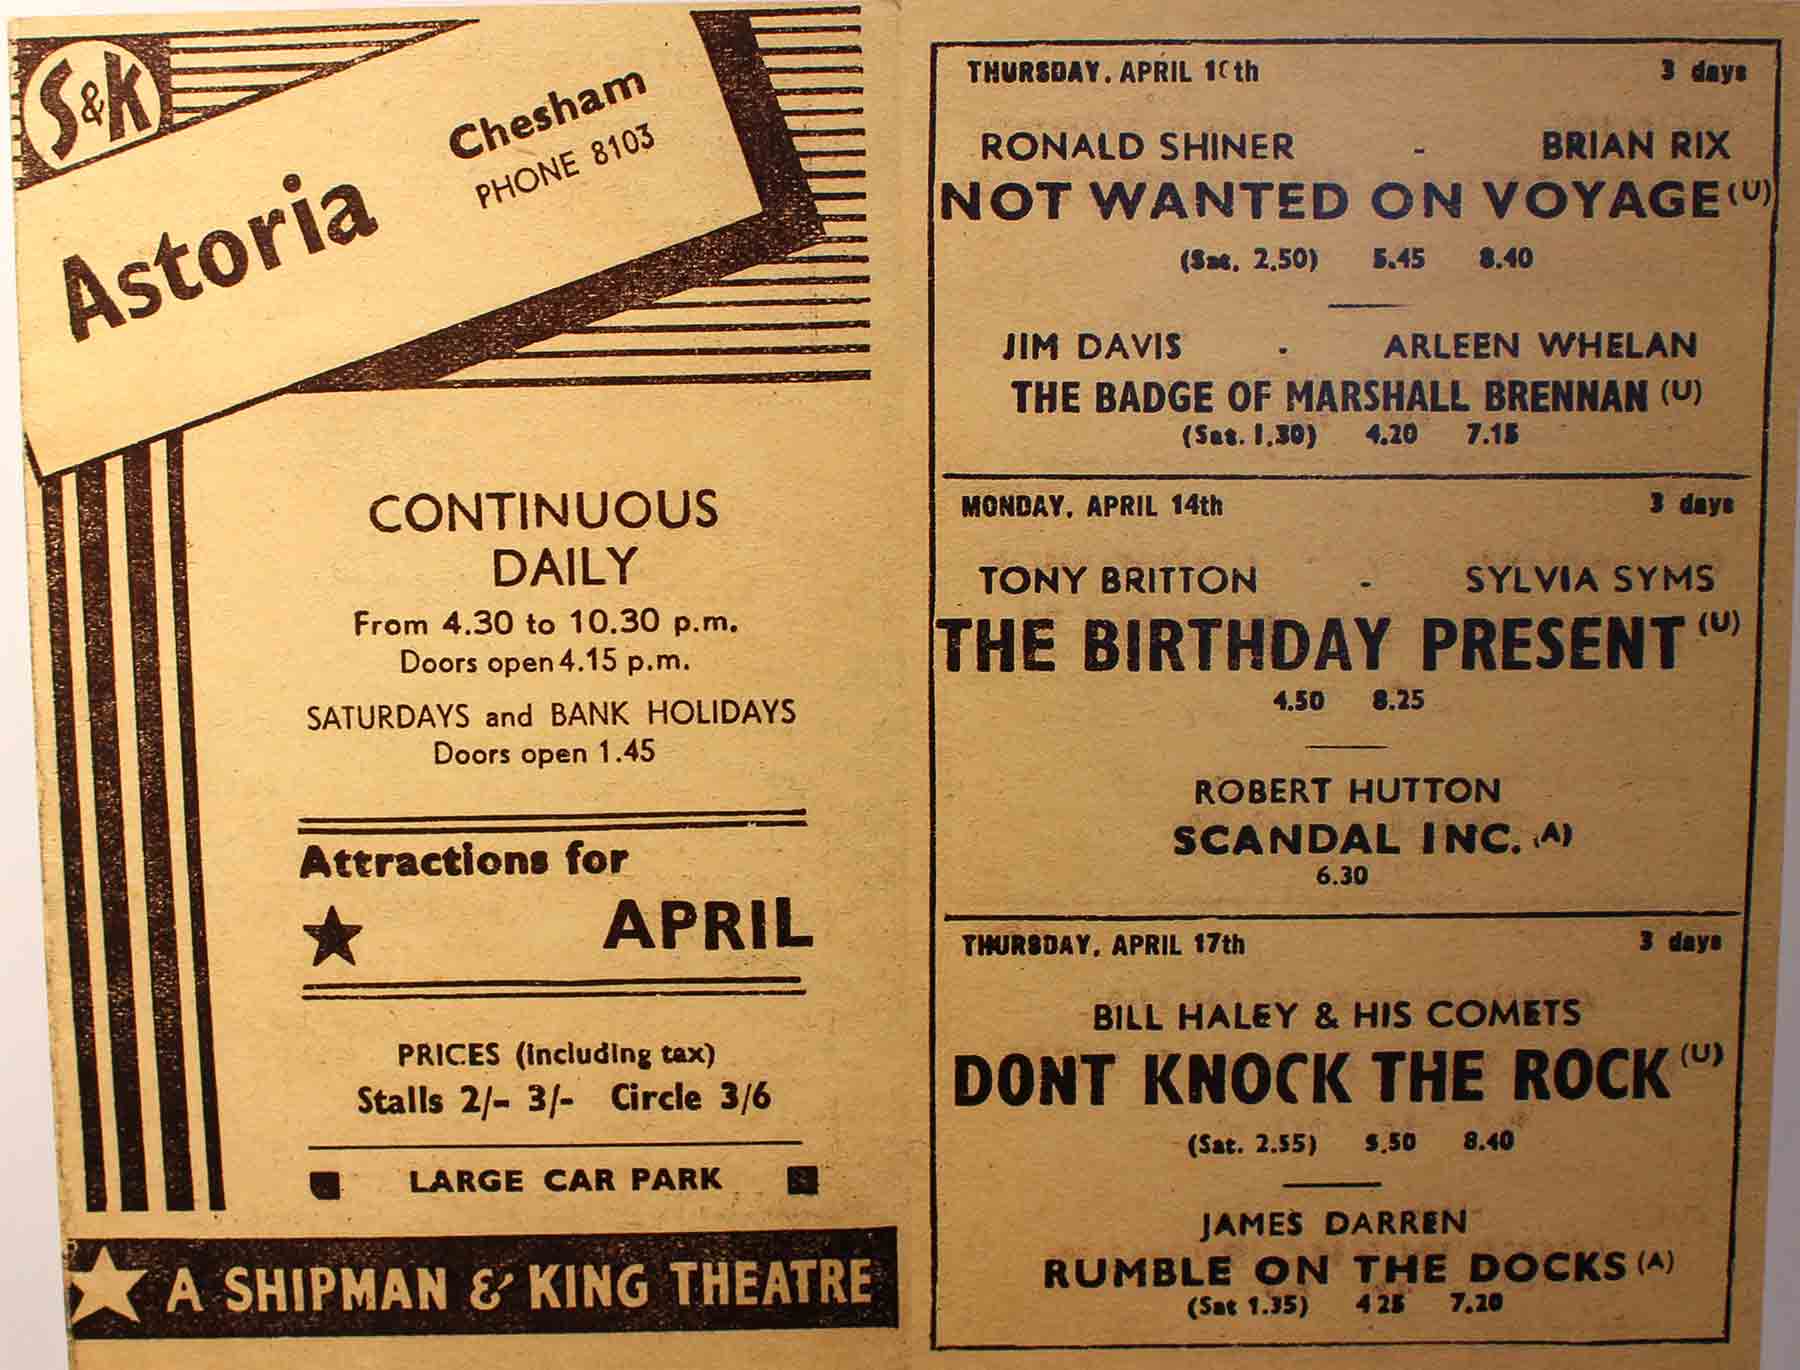 S&K
Astoria
Chesham
PHONE 8103
CONTINUOUS
DAILY
From 4.30 to 10.30 p.m.
Doors open 4.15 p.m.
SATURDAYS and BANK HOLIDAYS
Doors open 1.45
Attractions for
APRIL
PRICES (including tax)
Stalls 2/- 3/- Circle 3/6
LARGE CAR PARK
A SHIPMAN & KING THEATRE
THURSDAY, APRIL 10th 3 days
RONALD SHINER - BRIAN RIX
NOT WANTED ON VOYAGE (U)
(Sat. 2.50) 5.45 8.40
JIM DAVIS - ARLEEN WHELAN
THE BADGE OF MARSHALL BRENNAN (U)
(Sat. 1.30) 4.20 7.15
MONDAY, APRIL 14th 3 days
TONY BRITTON - SYLVIA SYMS
THE BIRTHDAY PRESENT (U)
4.50 8.25
ROBERT HUTTON
SCANDAL INC. (A)
6.30
THURSDAY, APRIL 17th 3 days
BILL HALEY & HIS COMETS
DONT KNOCK THE ROCK (U)
(Sat. 2.55) 5.50 8.40
JAMES DARREN
RUMBLE ON THE DOCKS (A)
(Sat 1.35) 4 25 7.20